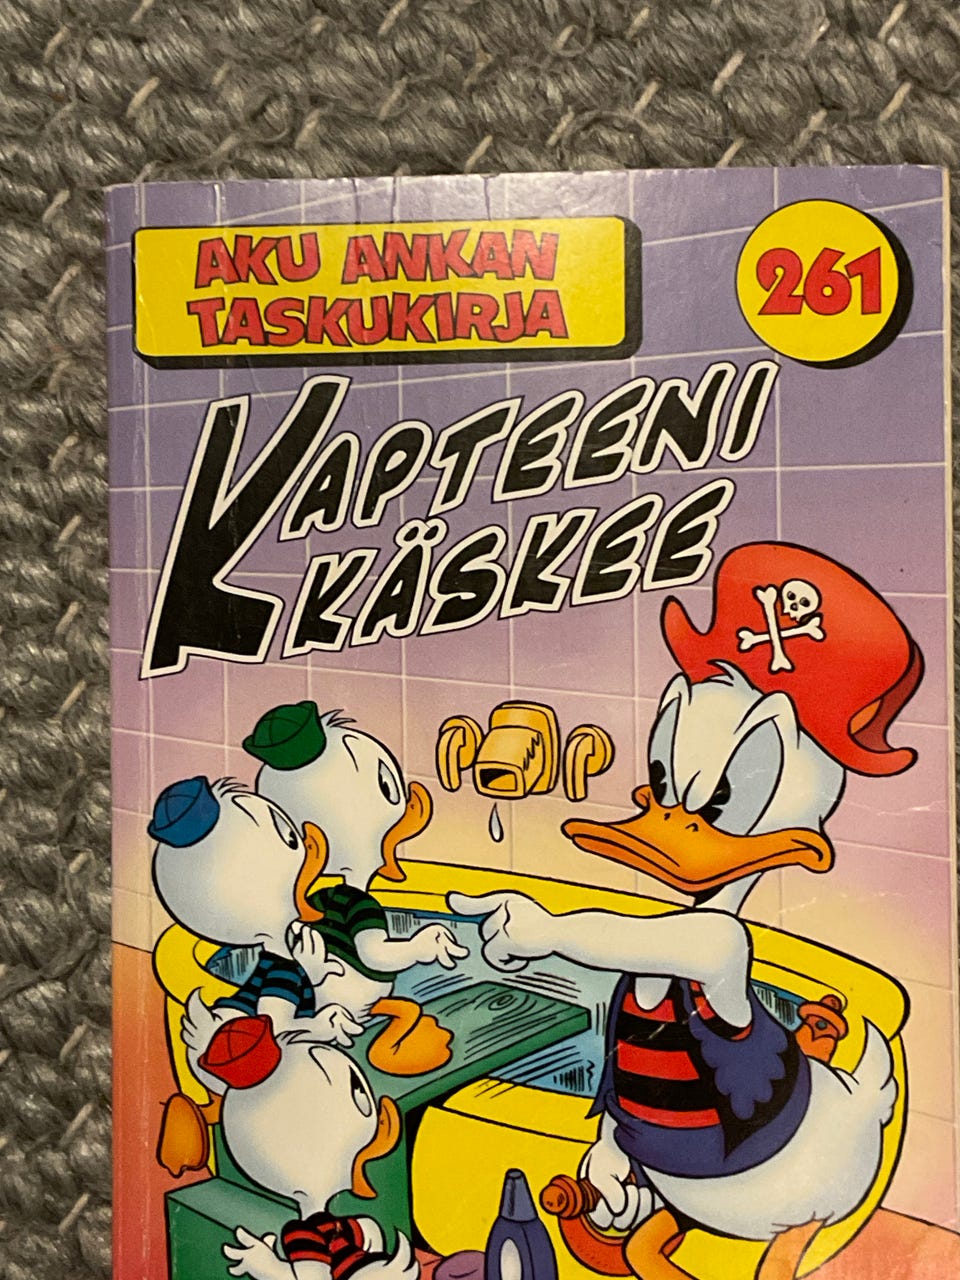 AKU ANKAN
TASKUKIRJA
261
KAPTEENI
KÄSKEE